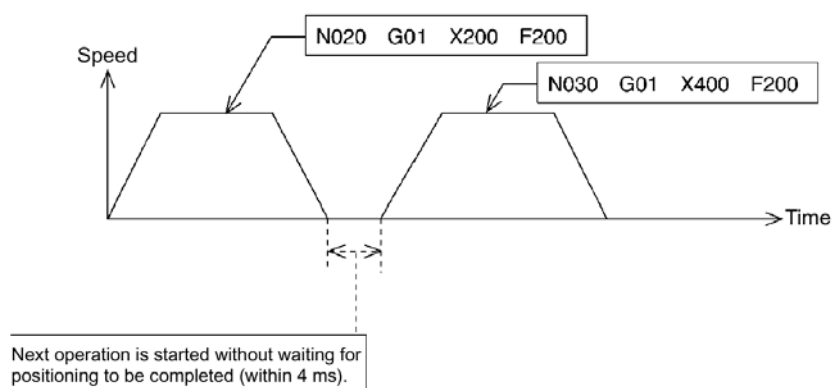 N020 G01 X200 F200
Speed
N030 G01 X400 F200
Time
Next operation is started without waiting for
positioning to be completed (within 4 ms).